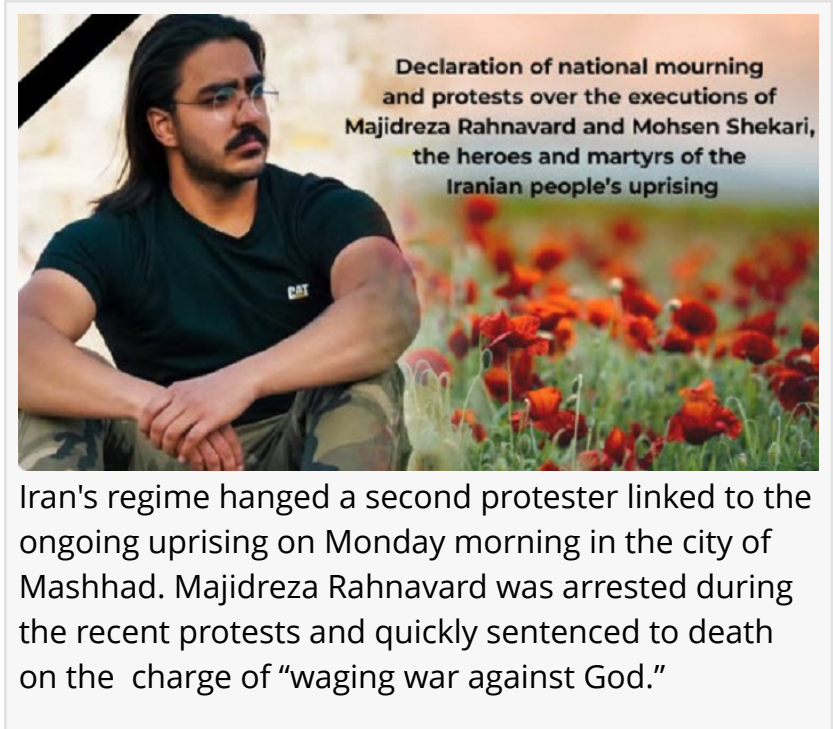 Declaration of national mourning
and protests over the executions of
Majidreza Rahnavard and Mohsen Shekari,
the heroes and martyrs of the
Iranian people's uprising
CAT
Iran's regime hanged a second protester linked to the
ongoing uprising on Monday morning in the city of
Mashhad. Majidreza Rahnavard was arrested during
the recent protests and quickly sentenced to death
on the  charge of “waging war against God.”